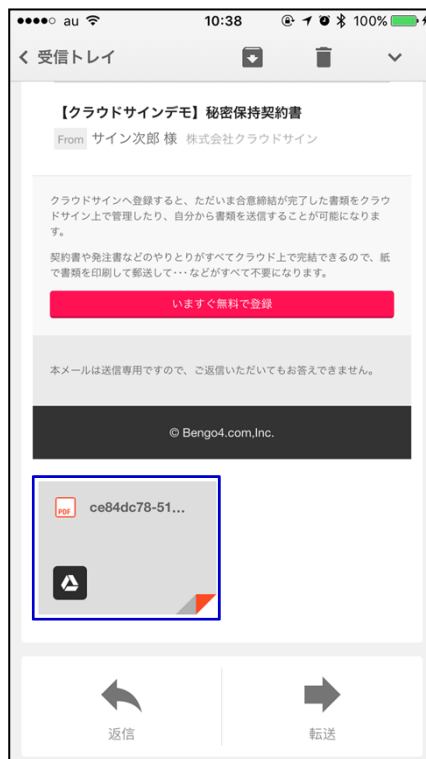 au 10:38 100%
受信トレイ
【クラウドサインデモ】秘密保持契約書
From サイン次郎 様 株式会社クラウドサイン
クラウドサインへ登録すると、ただいま合意締結が完了した書類をクラウ
ドサイン上で管理したり、自分から書類を送信することが可能になりま
す。
契約書や発注書などのやりとりがすべてクラウド上で完結できるので、紙
で書類を印刷して郵送して･･･などがすべて不要になります。
いますぐ無料で登録
本メールは送信専用ですので、ご返信いただいてもお答えできません。
© Bengo4.com,Inc.
PDF ce84dc78-51...
返信 転送